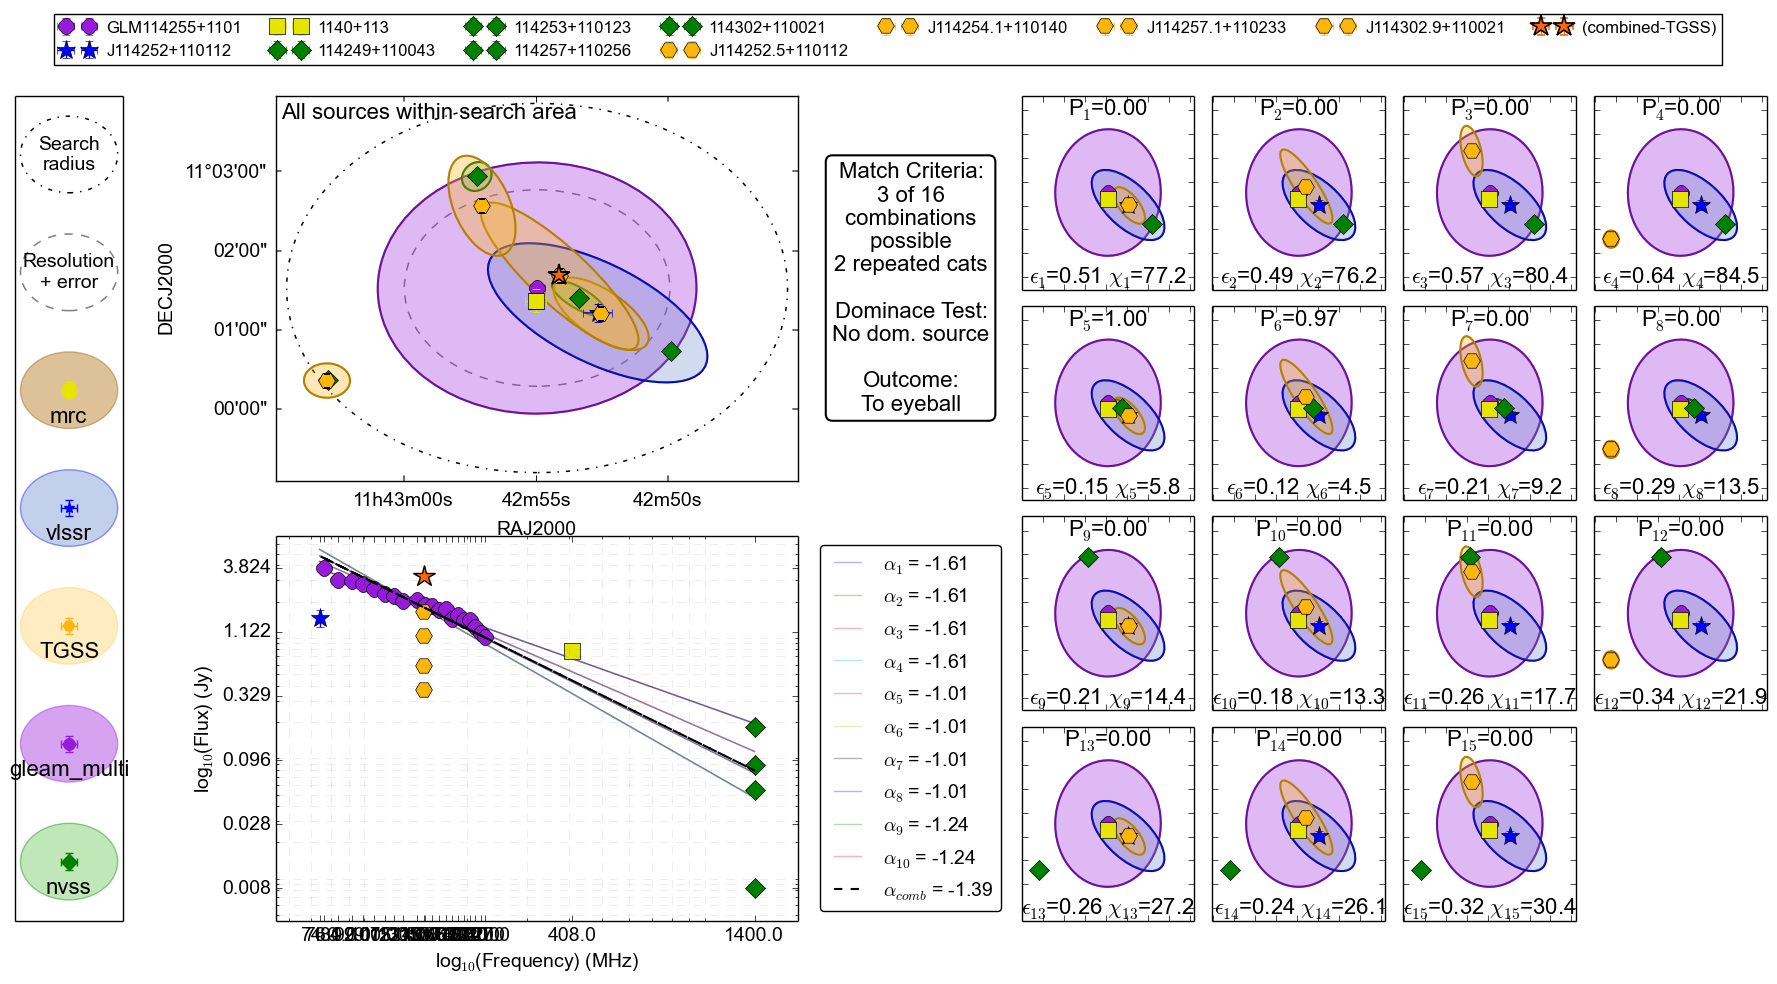 GLM114255+1101 1140+113 114253+110123 114302+110021 J114254.1+110140 J114257.1+110233 J114302.9+110021 (combined-TGSS)
J114252+110112 114249+110043 114257+110256 J114252.5+110112
Search
radius
Resolution
+ error
mrc
vlssr
TGSS
gleam_multi
nvss
All sources within search area
DECJ2000
11°03'00"
02'00"
01'00"
00'00"
11h43m00s 42m55s 42m50s
RAJ2000
Match Criteria:
3 of 16
combinations
possible
2 repeated cats
Dominace Test:
No dom. source
Outcome:
To eyeball
log10(Flux) (Jy)
3.824
1.122
0.329
0.096
0.028
0.008
408.0 1400.0
log10(Frequency) (MHz)
α1 = -1.61
α2 = -1.61
α3 = -1.61
α4 = -1.61
α5 = -1.01
α6 = -1.01
α7 = -1.01
α8 = -1.01
α9 = -1.24
α10 = -1.24
αcomb = -1.39
P1=0.00 P2=0.00 P3=0.00 P4=0.00
ϵ1=0.51 χ1=77.2 ϵ2=0.49 χ2=76.2 ϵ3=0.57 χ3=80.4 ϵ4=0.64 χ4=84.5
P5=1.00 P6=0.97 P7=0.00 P8=0.00
ϵ5=0.15 χ5=5.8 ϵ6=0.12 χ6=4.5 ϵ7=0.21 χ7=9.2 ϵ8=0.29 χ8=13.5
P9=0.00 P10=0.00 P11=0.00 P12=0.00
ϵ9=0.21 χ9=14.4 ϵ10=0.18 χ10=13.3 ϵ11=0.26 χ11=17.7 ϵ12=0.34 χ12=21.9
P13=0.00 P14=0.00 P15=0.00
ϵ13=0.26 χ13=27.2 ϵ14=0.24 χ14=26.1 ϵ15=0.32 χ15=30.4